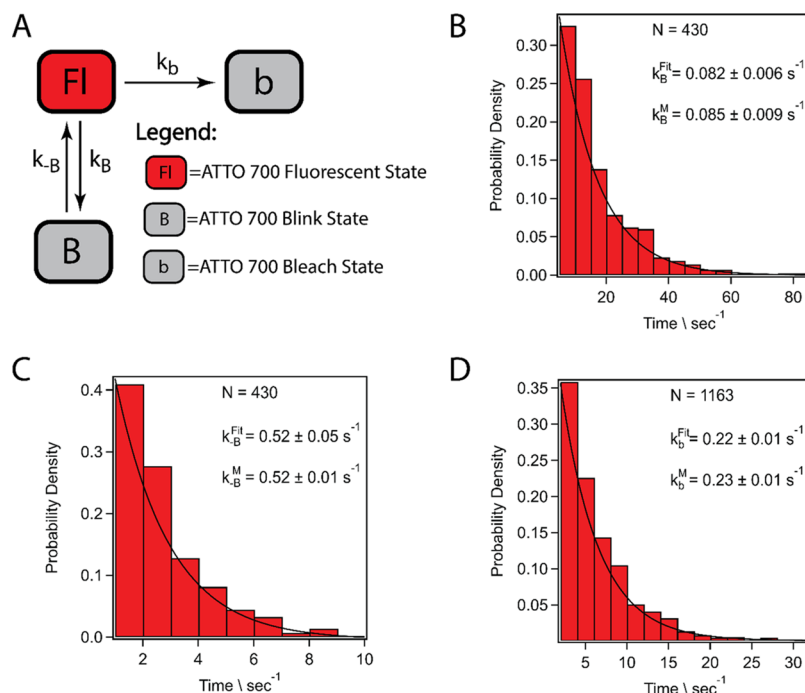 A
Fl
k_b
b
k_-B
k_B
B
Legend:
Fl =ATTO 700 Fluorescent State
B =ATTO 700 Blink State
b =ATTO 700 Bleach State
B
N = 430
k_B^Fit = 0.082 ± 0.006 s^-1
k_B^M = 0.085 ± 0.009 s^-1
Probability Density
0.30
0.25
0.20
0.15
0.10
0.05
0.00
20 40 60 80
Time \ sec^-1
C
N = 430
k_-B^Fit = 0.52 ± 0.05 s^-1
k_-B^M = 0.52 ± 0.01 s^-1
Probability Density
0.4
0.3
0.2
0.1
0.0
2 4 6 8 10
Time \ sec^-1
D
N = 1163
k_b^Fit = 0.22 ± 0.01 s^-1
k_b^M = 0.23 ± 0.01 s^-1
Probability Density
0.35
0.30
0.25
0.20
0.15
0.10
0.05
5 10 15 20 25 30
Time \ sec^-1